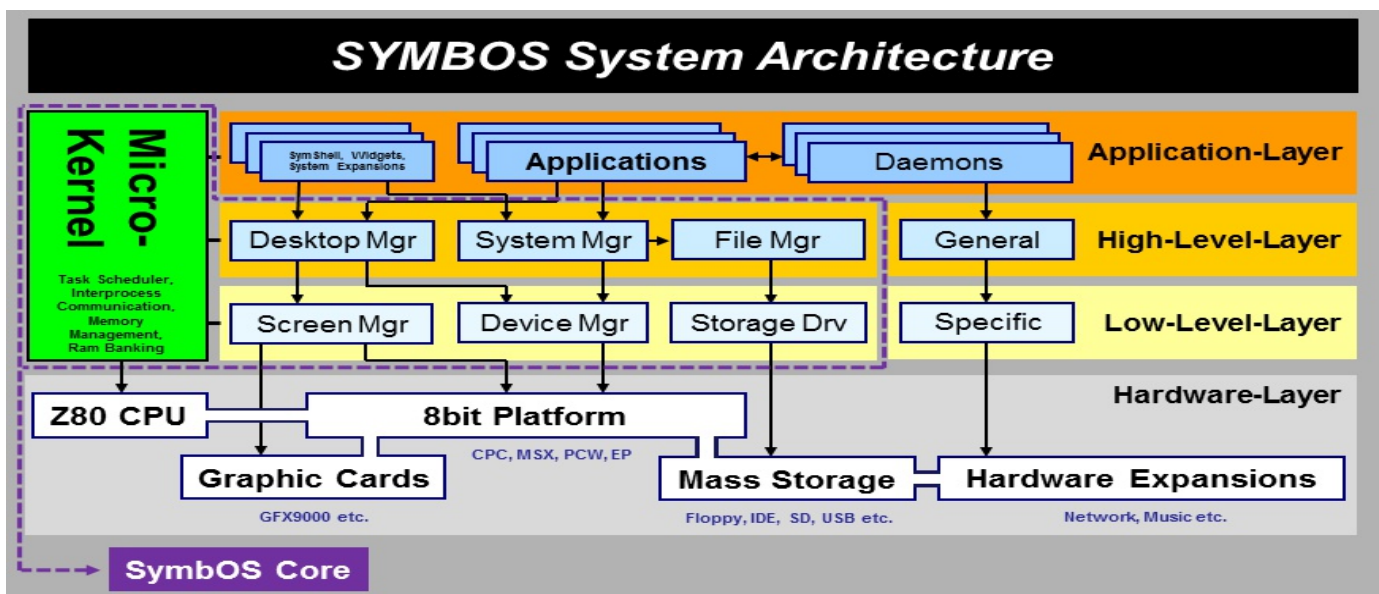 SYMBOS System Architecture
Micro-
Kernel
Task Scheduler,
Interprocess
Communication,
Memory
Management,
Ram Banking
SymShell, Widgets,
System Expansions
Applications
Daemons
Application-Layer
Desktop Mgr
System Mgr
File Mgr
General
High-Level-Layer
Screen Mgr
Device Mgr
Storage Drv
Specific
Low-Level-Layer
Hardware-Layer
Z80 CPU
8bit Platform
CPC, MSX, PCW, EP
Graphic Cards
Mass Storage
Hardware Expansions
GFX9000 etc.
Floppy, IDE, SD, USB etc.
Network, Music etc.
SymbOS Core